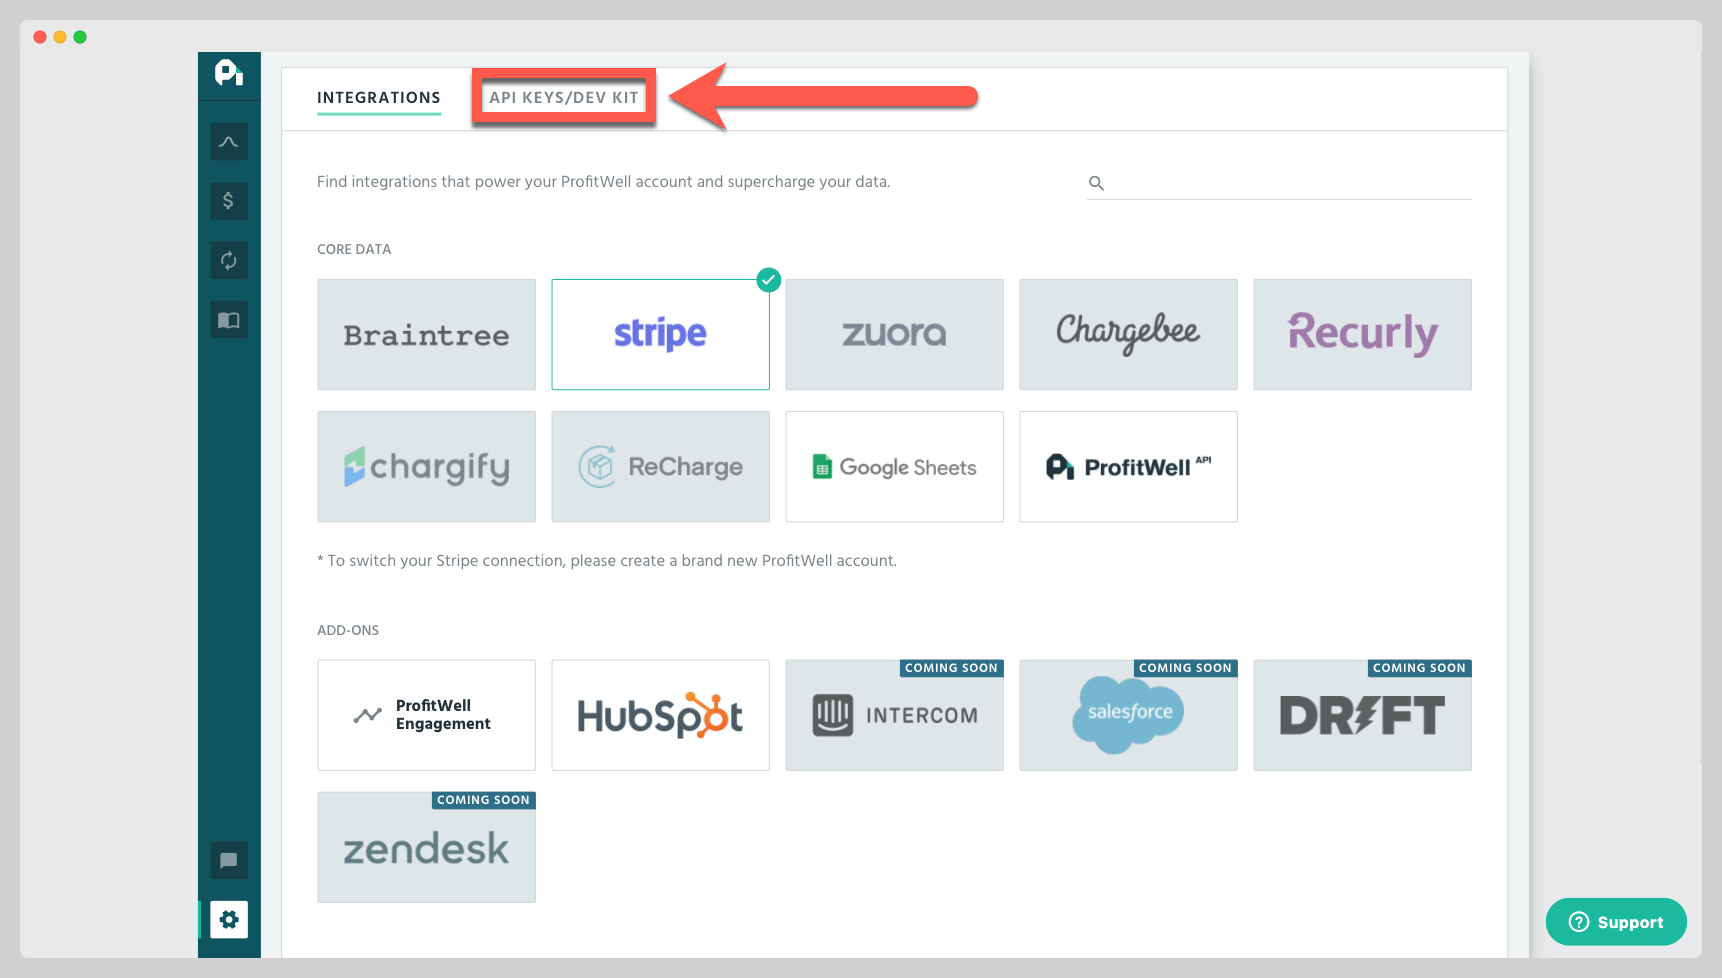 INTEGRATIONS
API KEYS/DEV KIT
Find integrations that power your ProfitWell account and supercharge your data.
CORE DATA
Braintree
stripe
zuora
Chargebee
Recurly
chargify
ReCharge
Google Sheets
ProfitWell API
* To switch your Stripe connection, please create a brand new ProfitWell account.
ADD-ONS
ProfitWell
Engagement
HubSpot
COMING SOON
INTERCOM
COMING SOON
salesforce
COMING SOON
DRIFT
COMING SOON
zendesk
Support